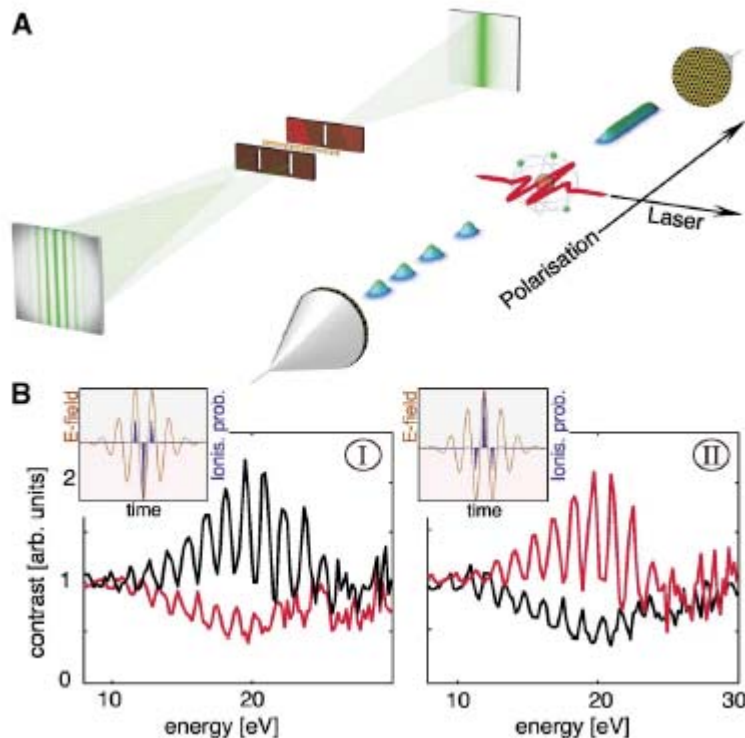 A
Laser
Polarisation
B
E-field
Ionis. prob.
time
I
E-field
Ionis. prob.
time
II
contrast [arb. units]
2
1
0
10
20
10
20
30
energy [eV]
energy [eV]